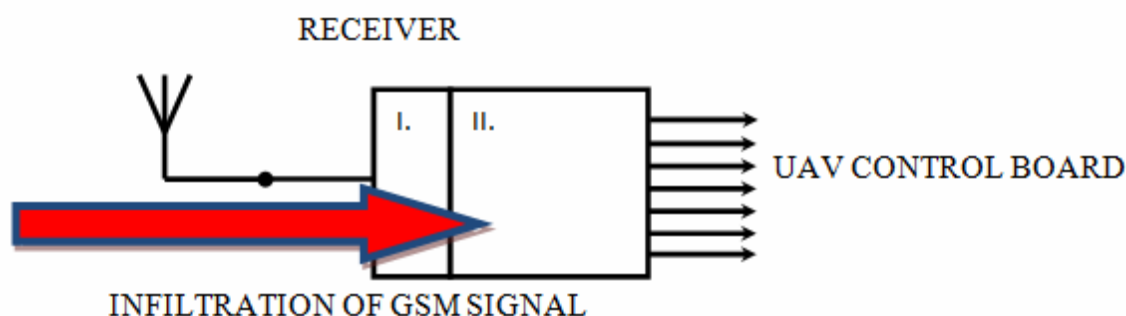 RECEIVER
I. II.
UAV CONTROL BOARD
INFILTRATION OF GSM SIGNAL